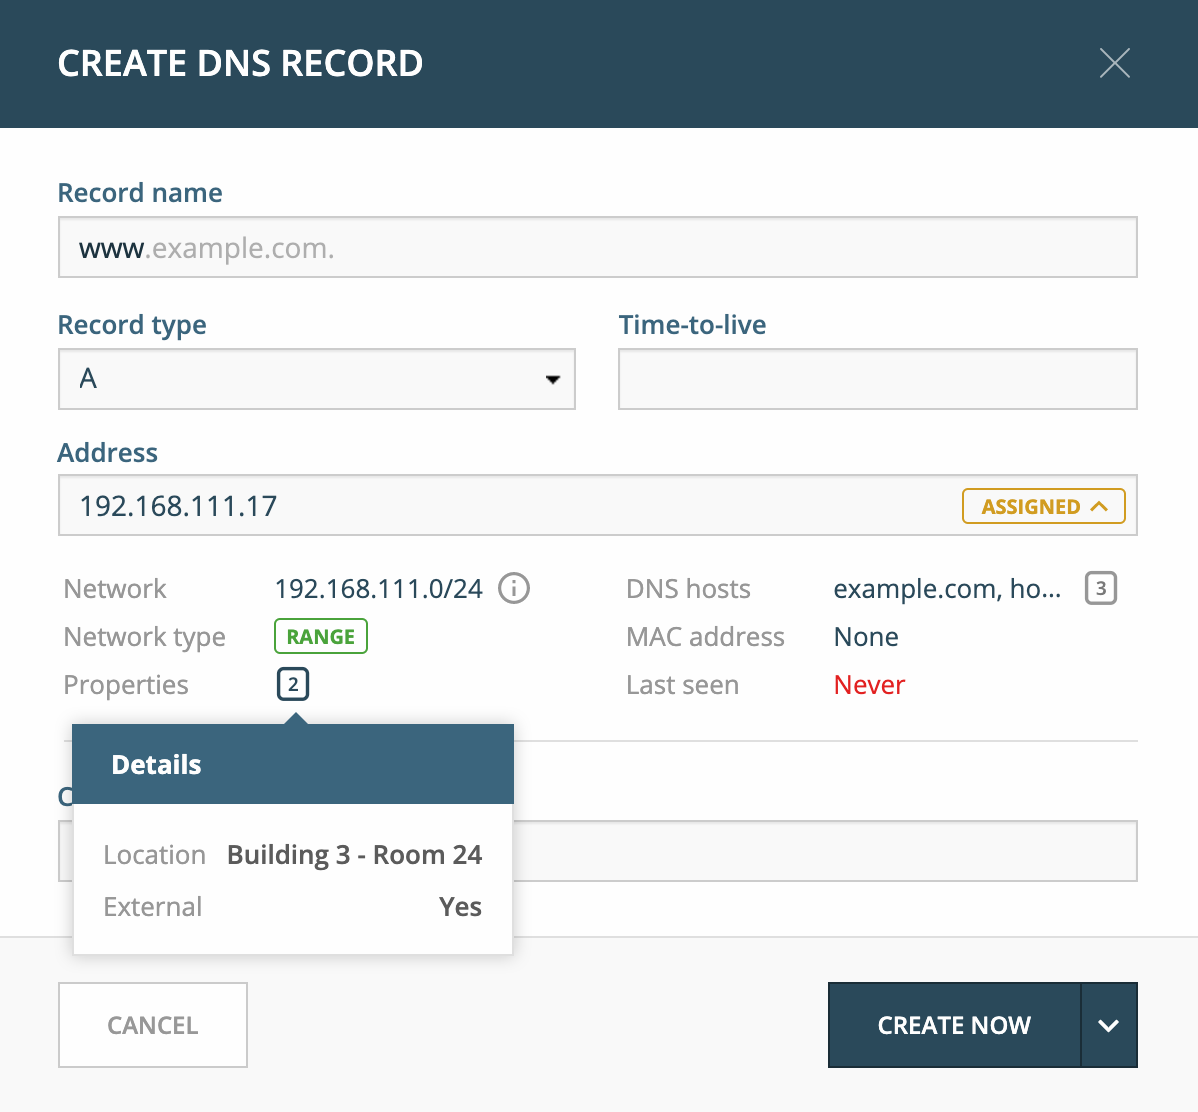 CREATE DNS RECORD
Record name
www.example.com.
Record type
Time-to-live
A
Address
192.168.111.17
ASSIGNED
Network 192.168.111.0/24
DNS hosts example.com, ho... 3
Network type RANGE
MAC address None
Properties 2
Last seen Never
Details
Location Building 3 - Room 24
External Yes
CANCEL
CREATE NOW